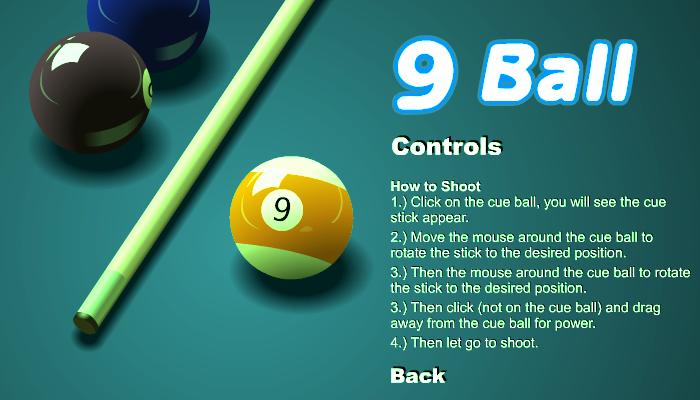 9 Ball
Controls
How to Shoot
1.) Click on the cue ball, you will see the cue
stick appear.
2.) Move the mouse around the cue ball to
rotate the stick to the desired position.
3.) Then the mouse around the cue ball to rotate
the stick to the desired position.
3.) Then click (not on the cue ball) and drag
away from the cue ball for power.
4.) Then let go to shoot.
Back
9